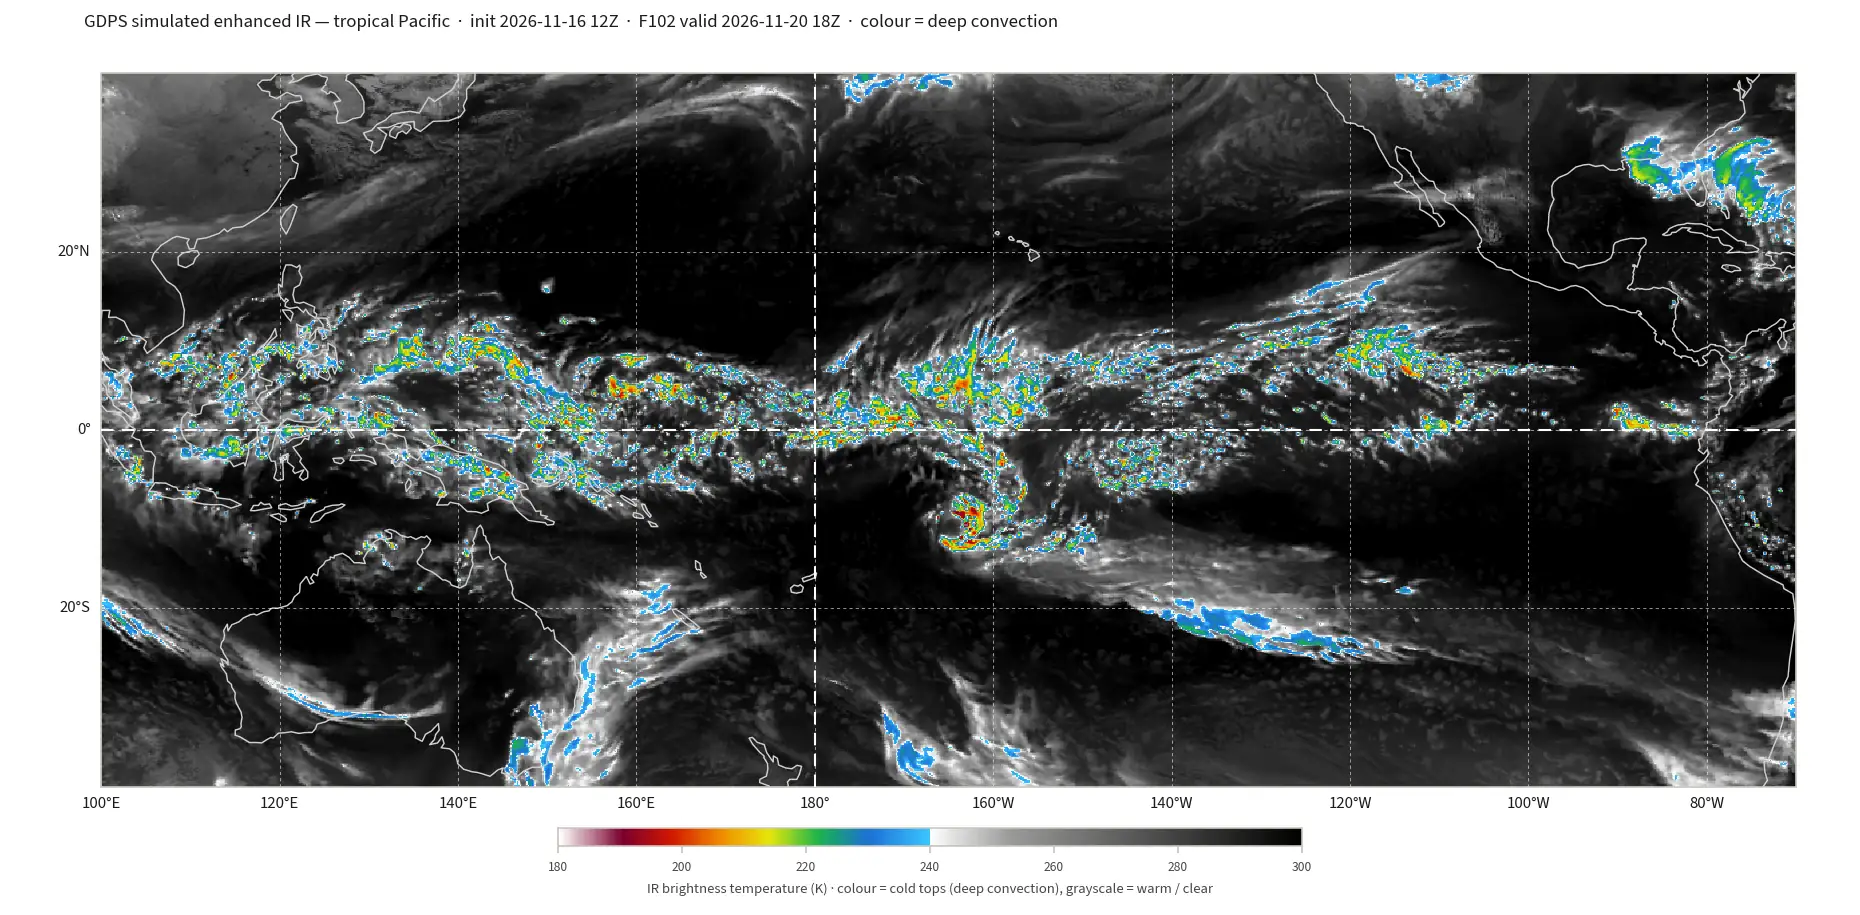 GDPS simulated enhanced IR — tropical Pacific · init 2026-11-16 12Z · F102 valid 2026-11-20 18Z · colour = deep convection
20°N
0°
20°S
100°E 120°E 140°E 160°E 180° 160°W 140°W 120°W 100°W 80°W
180 200 220 240 260 280 300
IR brightness temperature (K) · colour = cold tops (deep convection), grayscale = warm / clear